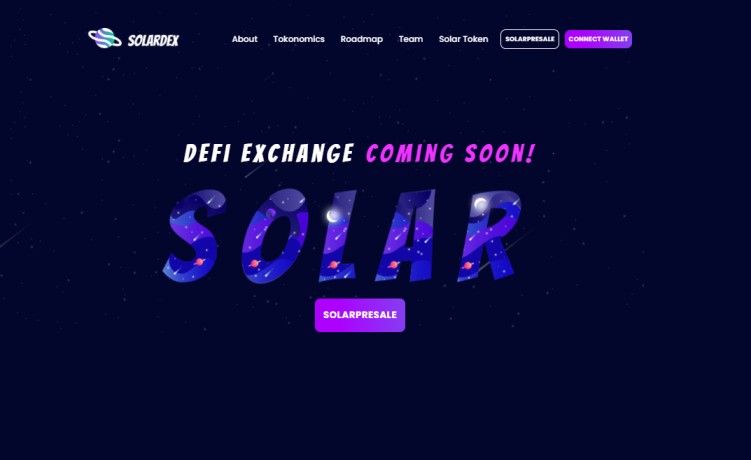 SOLARDEX About Tokonomics Roadmap Team Solar Token SOLARPRESALE CONNECT WALLET
DEFI EXCHANGE COMING SOON!
SOLAR
SOLARPRESALE